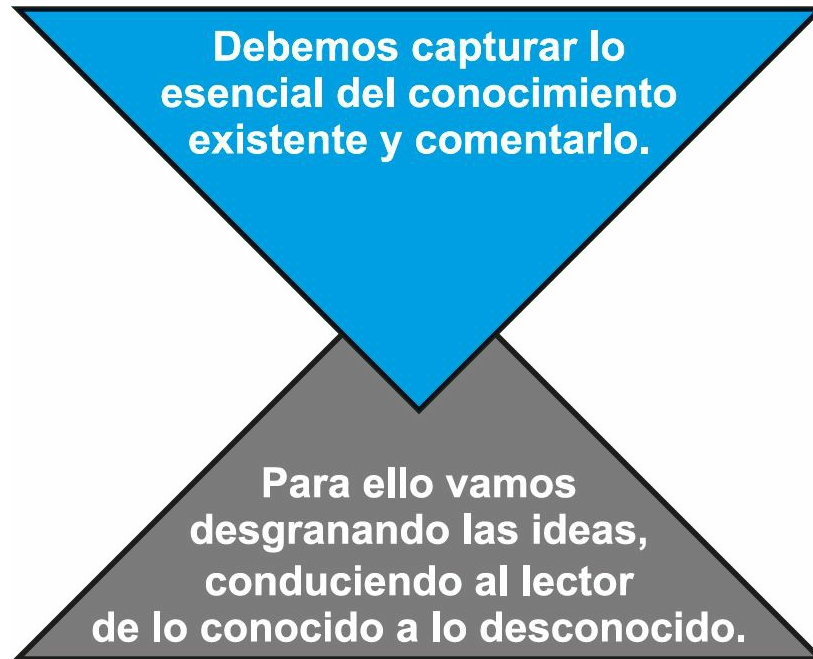 Debemos capturar lo
esencial del conocimiento
existente y comentarlo.
Para ello vamos
desgranando las ideas,
conduciendo al lector
de lo conocido a lo desconocido.